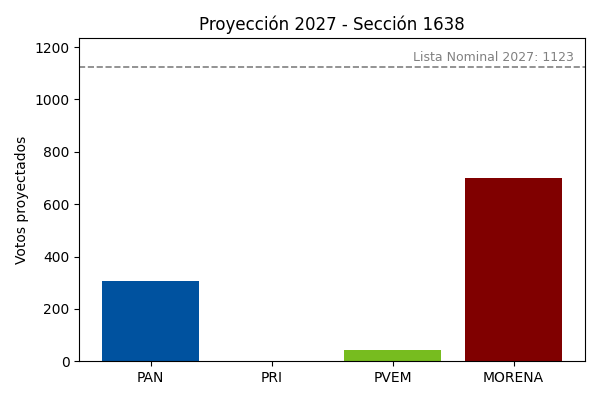 Proyección 2027 - Sección 1638
Lista Nominal 2027: 1123
Votos proyectados
1200
1000
800
600
400
200
0
PAN PRI PVEM MORENA